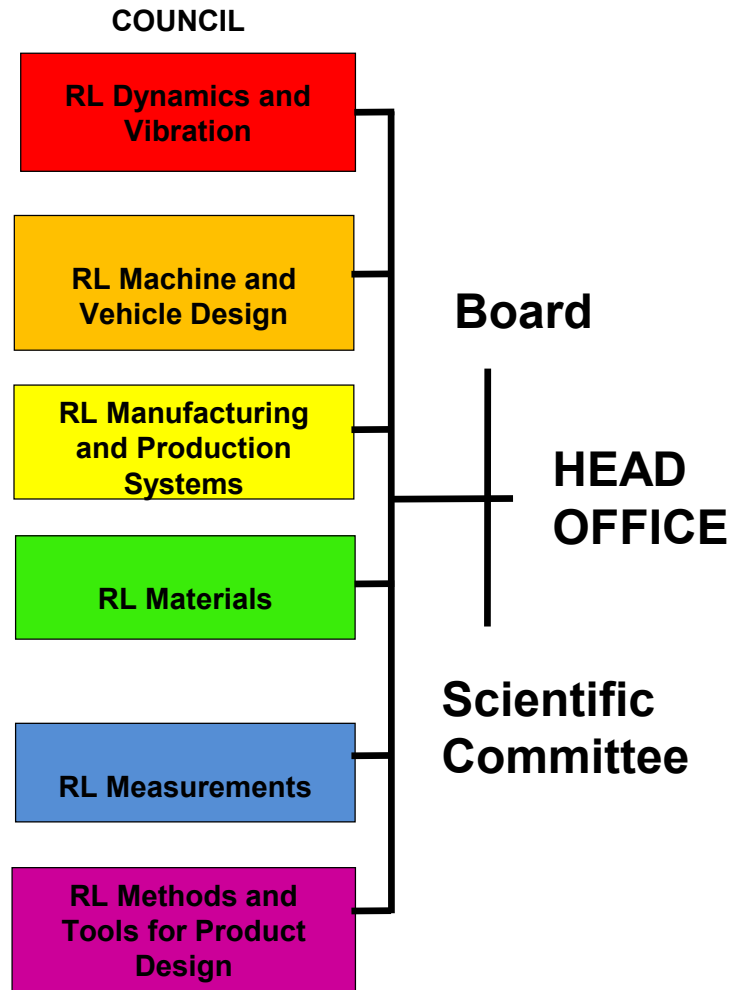 COUNCIL
RL Dynamics and
Vibration
RL Machine and
Vehicle Design
RL Manufacturing
and Production
Systems
RL Materials
RL Measurements
RL Methods and
Tools for Product
Design
Board
HEAD
OFFICE
Scientific
Committee